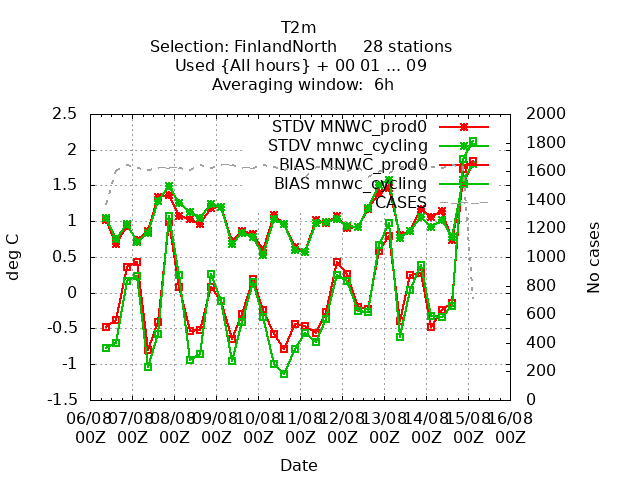 T2m
Selection: FinlandNorth     28 stations
Used {All hours} + 00 01 ... 09
Averaging window:  6h
2.5
2
1.5
1
0.5
0
-0.5
-1
-1.5
deg C
STDV MNWC_prod0
STDV mnwc_cycling
BIAS MNWC_prod0
BIAS mnwc_cycling
CASES
2000
1800
1600
1400
1200
1000
800
600
400
200
0
No cases
06/08 07/08 08/08 09/08 10/08 11/08 12/08 13/08 14/08 15/08 16/08
00Z 00Z 00Z 00Z 00Z 00Z 00Z 00Z 00Z 00Z 00Z
Date